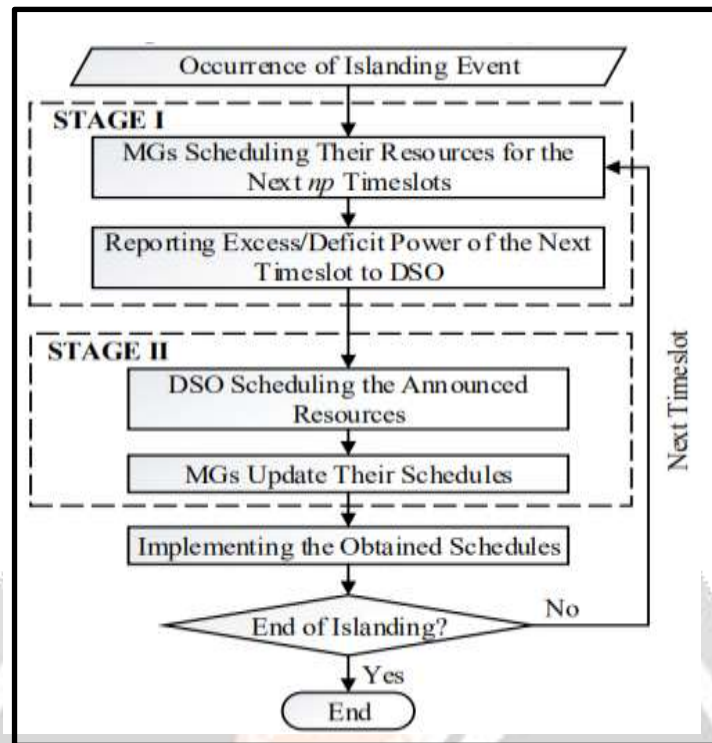 Occurrence of Islanding Event
STAGE I
MGs Scheduling Their Resources for the
Next np Timeslots
Reporting Excess/Deficit Power of the Next
Timeslot to DSO
STAGE II
DSO Scheduling the Announced
Resources
MGs Update Their Schedules
Implementing the Obtained Schedules
End of Islanding?
No
Yes
End
Next Timeslot